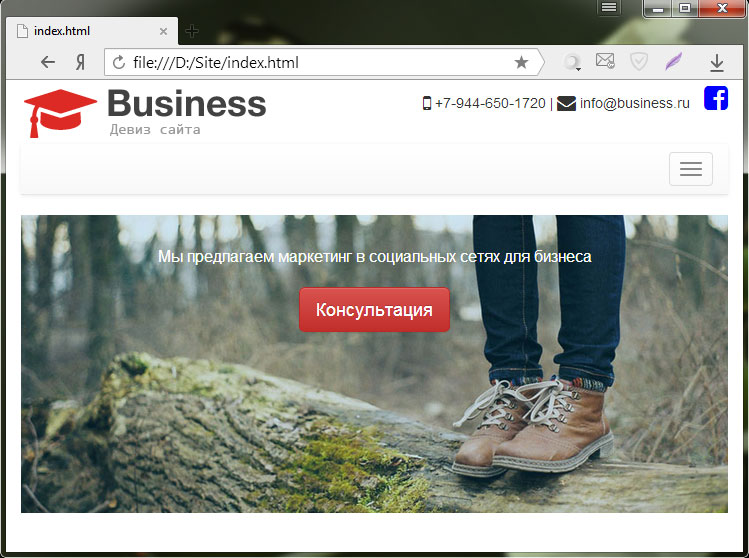 index.html
Я
file:///D:/Site/index.html
Business
Девиз сайта
+7-944-650-1720 | info@business.ru
Мы предлагаем маркетинг в социальных сетях для бизнеса
Консультация